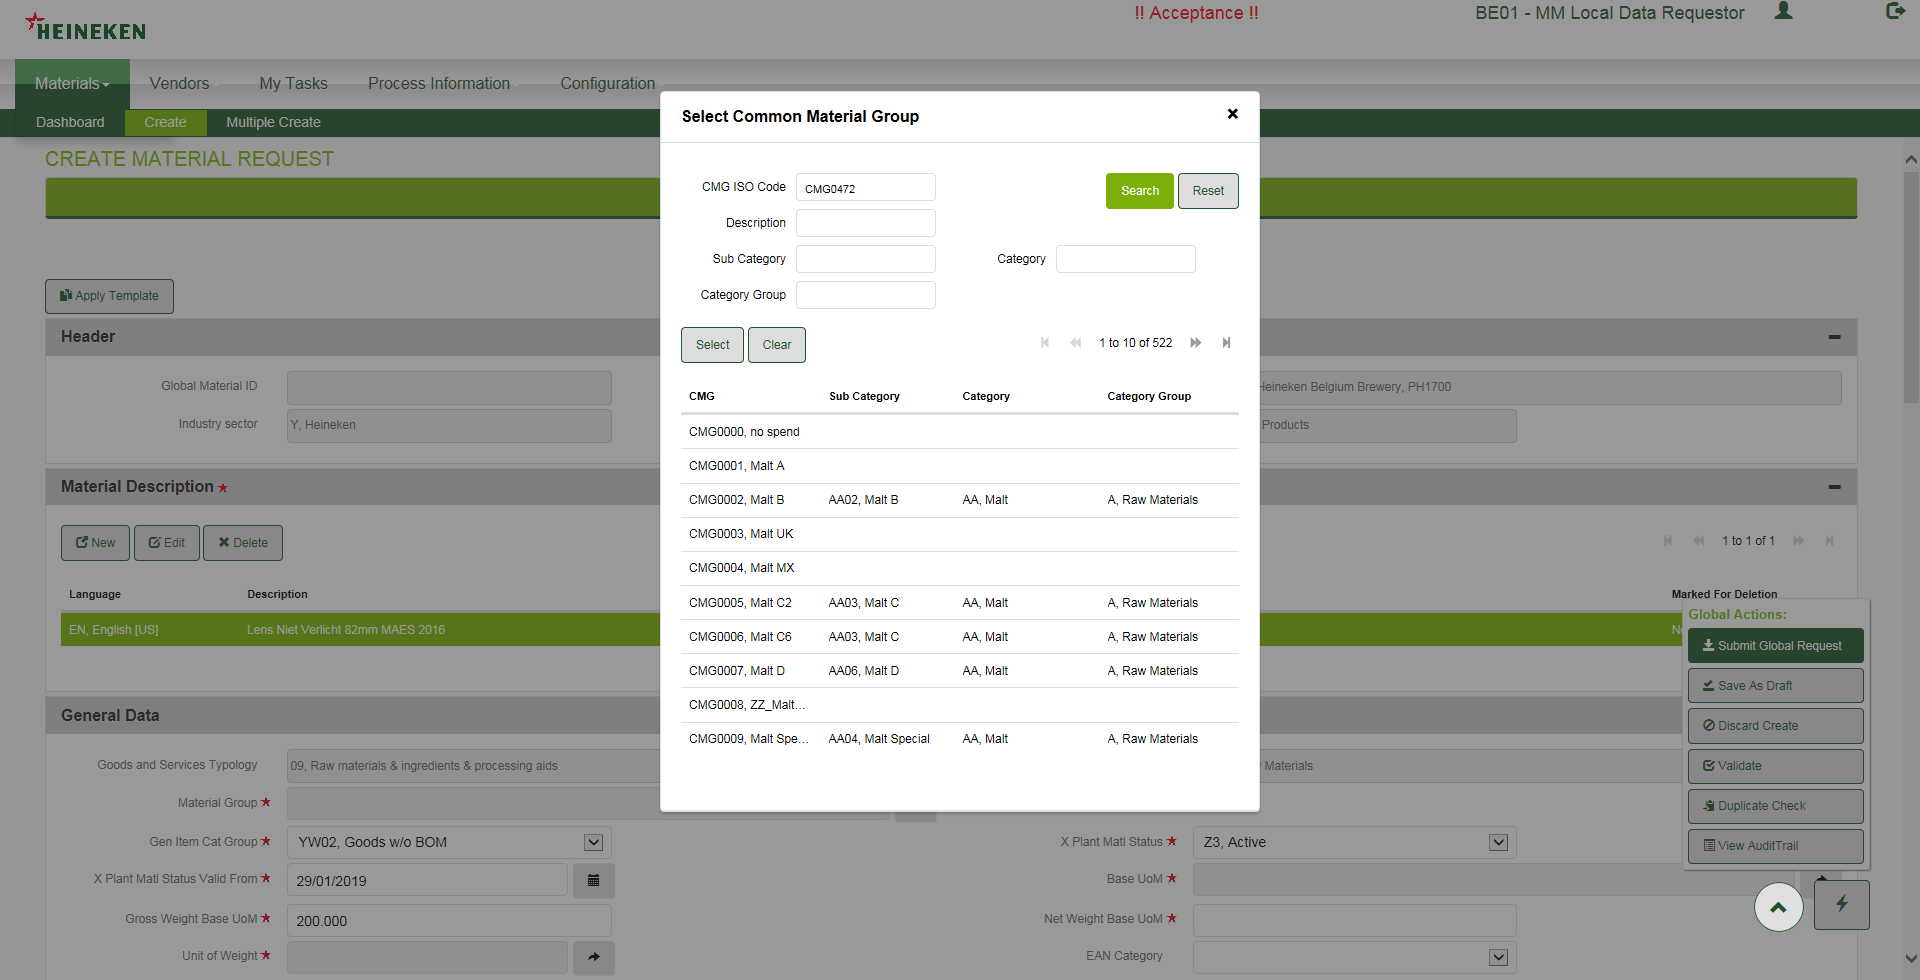 HEINEKEN
!! Acceptance !!
BE01 - MM Local Data Requestor
Materials Vendors My Tasks Process Information Configuration
Dashboard Create Multiple Create
CREATE MATERIAL REQUEST
Apply Template
Header
Global Material ID
Heineken Belgium Brewery, PH1700
Industry sector Y, Heineken
Products
Material Description
New Edit Delete
1 to 1 of 1
Language Description Marked For Deletion
EN, English [US] Lens Niet Verlicht 82mm MAES 2016
General Data
Goods and Services Typology 09, Raw materials & ingredients & processing aids
Materials
Material Group
Gen Item Cat Group YW02, Goods w/o BOM
X Plant Matl Status Z3, Active
X Plant Matl Status Valid From 29/01/2019
Base UoM
Gross Weight Base UoM 200.000
Net Weight Base UoM
Unit of Weight
EAN Category
Select Common Material Group
CMG ISO Code CMG0472
Search Reset
Description
Sub Category
Category
Category Group
Select Clear
1 to 10 of 522
CMG Sub Category Category Category Group
CMG0000, no spend
CMG0001, Malt A
CMG0002, Malt B AA02, Malt B AA, Malt A, Raw Materials
CMG0003, Malt UK
CMG0004, Malt MX
CMG0005, Malt C2 AA03, Malt C AA, Malt A, Raw Materials
CMG0006, Malt C6 AA03, Malt C AA, Malt A, Raw Materials
CMG0007, Malt D AA06, Malt D AA, Malt A, Raw Materials
CMG0008, ZZ_Malt...
CMG0009, Malt Spe... AA04, Malt Special AA, Malt A, Raw Materials
Global Actions:
Submit Global Request
Save As Draft
Discard Create
Validate
Duplicate Check
View AuditTrail